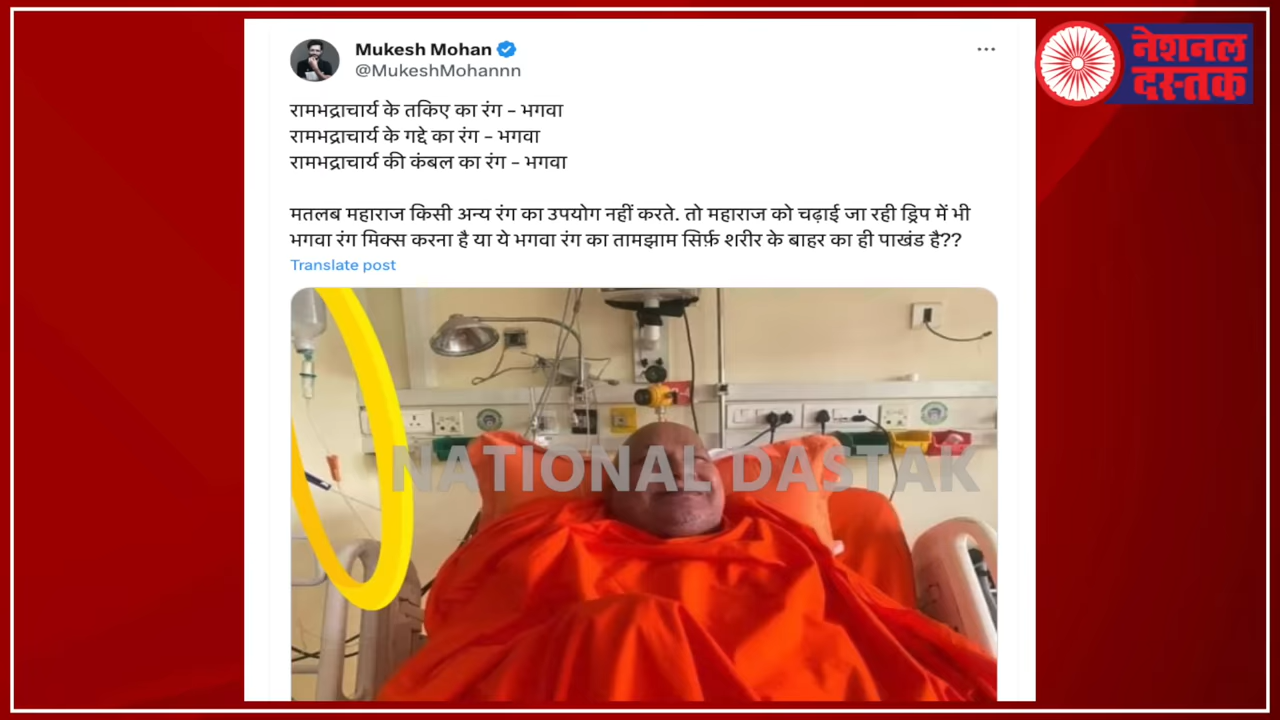 Mukesh Mohan
@MukeshMohannn
नेशनल
दस्तक
रामभद्राचार्य के तकिए का रंग – भगवा
रामभद्राचार्य के गद्दे का रंग – भगवा
रामभद्राचार्य की कंबल का रंग – भगवा
मतलब महाराज किसी अन्य रंग का उपयोग नहीं करते. तो महाराज को चढ़ाई जा रही ड्रिप में भी
भगवा रंग मिक्स करना है या ये भगवा रंग का तामझाम सिर्फ़ शरीर के बाहर का ही पाखंड है??
Translate post
NATIONAL DASTAK